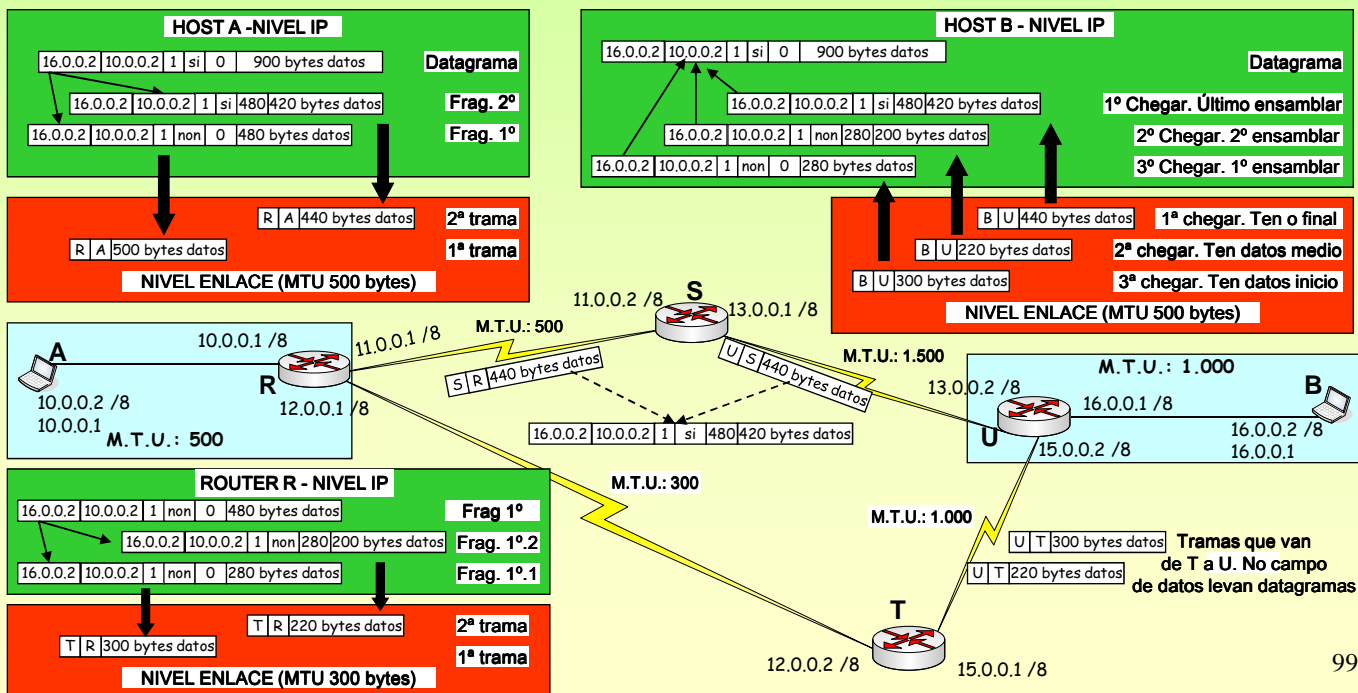 HOST A -NIVEL IP
16.0.0.2 10.0.0.2 1 si 0 900 bytes datos Datagrama
16.0.0.2 10.0.0.2 1 si 480 420 bytes datos Frag. 2º
16.0.0.2 10.0.0.2 1 non 0 480 bytes datos Frag. 1º
R A 440 bytes datos 2ª trama
R A 500 bytes datos 1ª trama
NIVEL ENLACE (MTU 500 bytes)
HOST B - NIVEL IP
16.0.0.2 10.0.0.2 1 si 0 900 bytes datos
Datagrama
16.0.0.2 10.0.0.2 1 si 480 420 bytes datos 1º Chegar. Último ensamblar
16.0.0.2 10.0.0.2 1 non 280 200 bytes datos 2º Chegar. 2º ensamblar
16.0.0.2 10.0.0.2 1 non 0 280 bytes datos 3º Chegar. 1º ensamblar
B U 440 bytes datos 1ª chegar. Ten o final
B U 220 bytes datos 2ª chegar. Ten datos medio
B U 300 bytes datos 3ª chegar. Ten datos inicio
NIVEL ENLACE (MTU 500 bytes)
A
10.0.0.2 /8
10.0.0.1
M.T.U.: 500
10.0.0.1 /8
R
11.0.0.1 /8
12.0.0.1 /8
M.T.U.: 500
S R 440 bytes datos
11.0.0.2 /8
S
13.0.0.1 /8
U S 440 bytes datos
M.T.U.: 1.500
16.0.0.2 10.0.0.2 1 si 480 420 bytes datos
M.T.U.: 1.000
13.0.0.2 /8
U
16.0.0.1 /8
15.0.0.2 /8
B
16.0.0.2 /8
16.0.0.1
ROUTER R - NIVEL IP
16.0.0.2 10.0.0.2 1 non 0 480 bytes datos Frag 1º
16.0.0.2 10.0.0.2 1 non 280 200 bytes datos Frag. 1º.2
16.0.0.2 10.0.0.2 1 non 0 280 bytes datos Frag. 1º.1
T R 220 bytes datos 2ª trama
T R 300 bytes datos 1ª trama
NIVEL ENLACE (MTU 300 bytes)
M.T.U.: 300
M.T.U.: 1.000
U T 300 bytes datos
U T 220 bytes datos
Tramas que van
de T a U. No campo
de datos levan datagramas
T
12.0.0.2 /8
15.0.0.1 /8
99